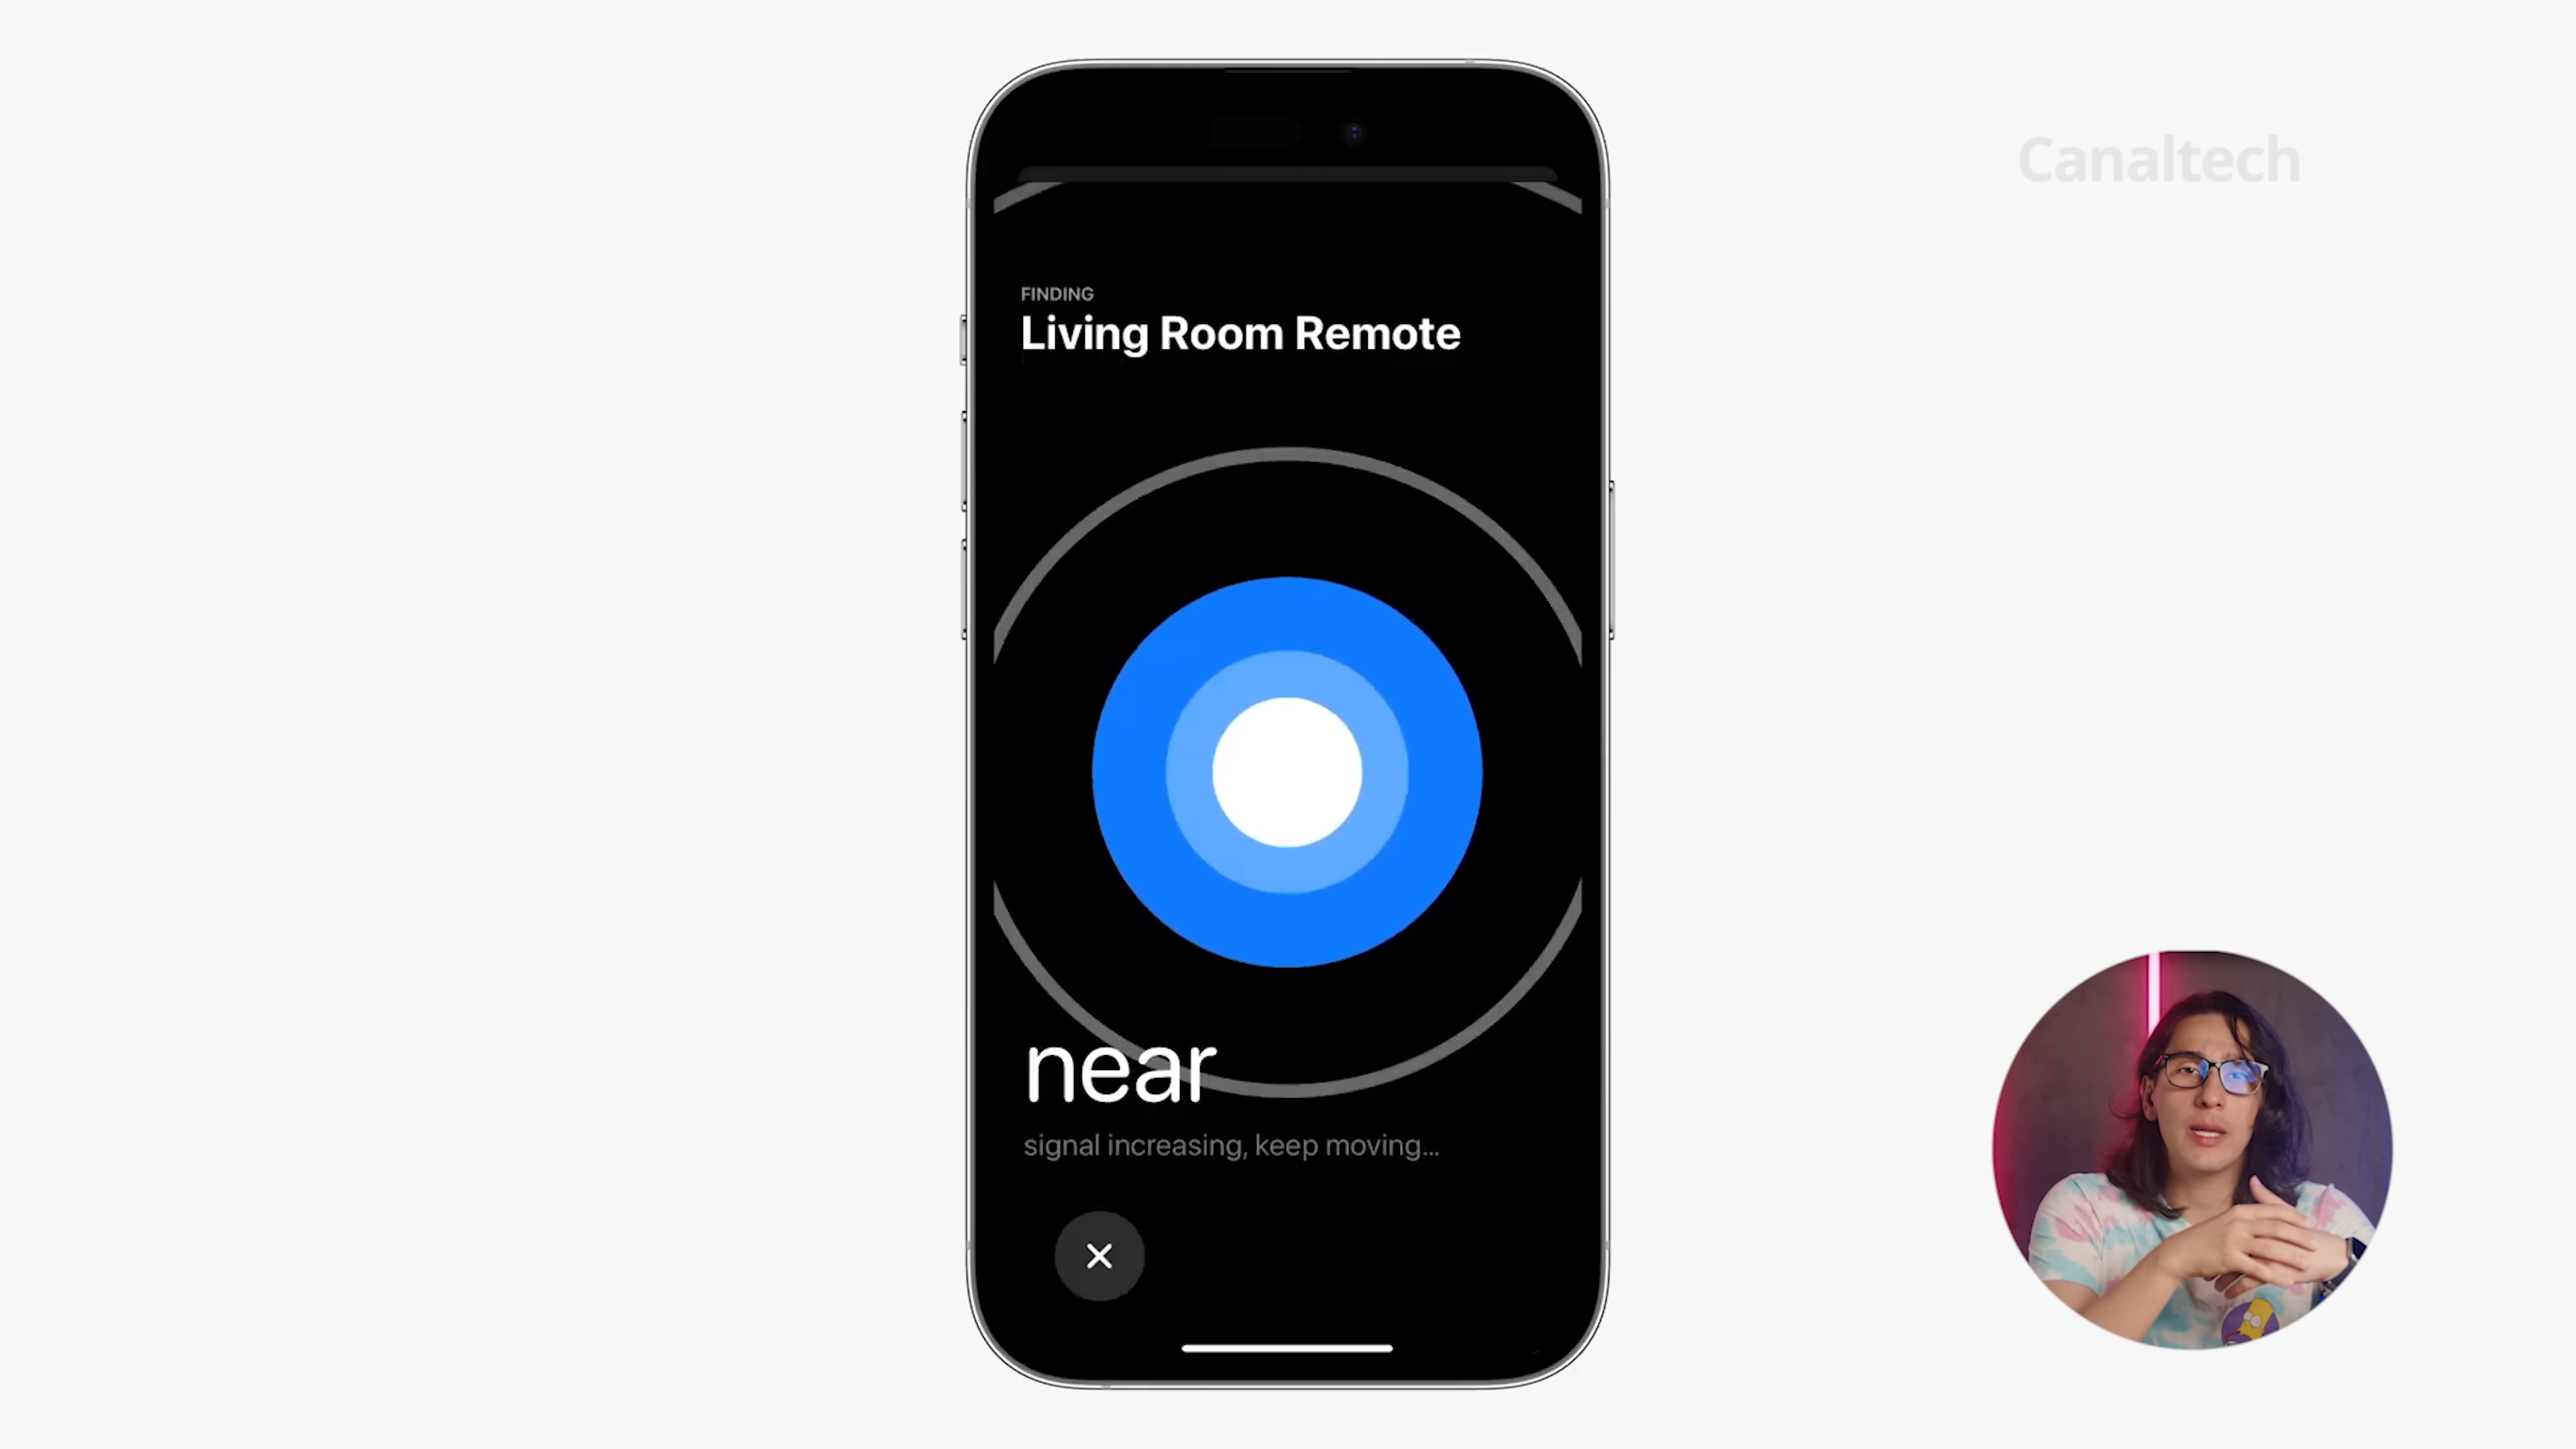 Canaltech
FINDING
Living Room Remote
near
signal increasing, keep moving...